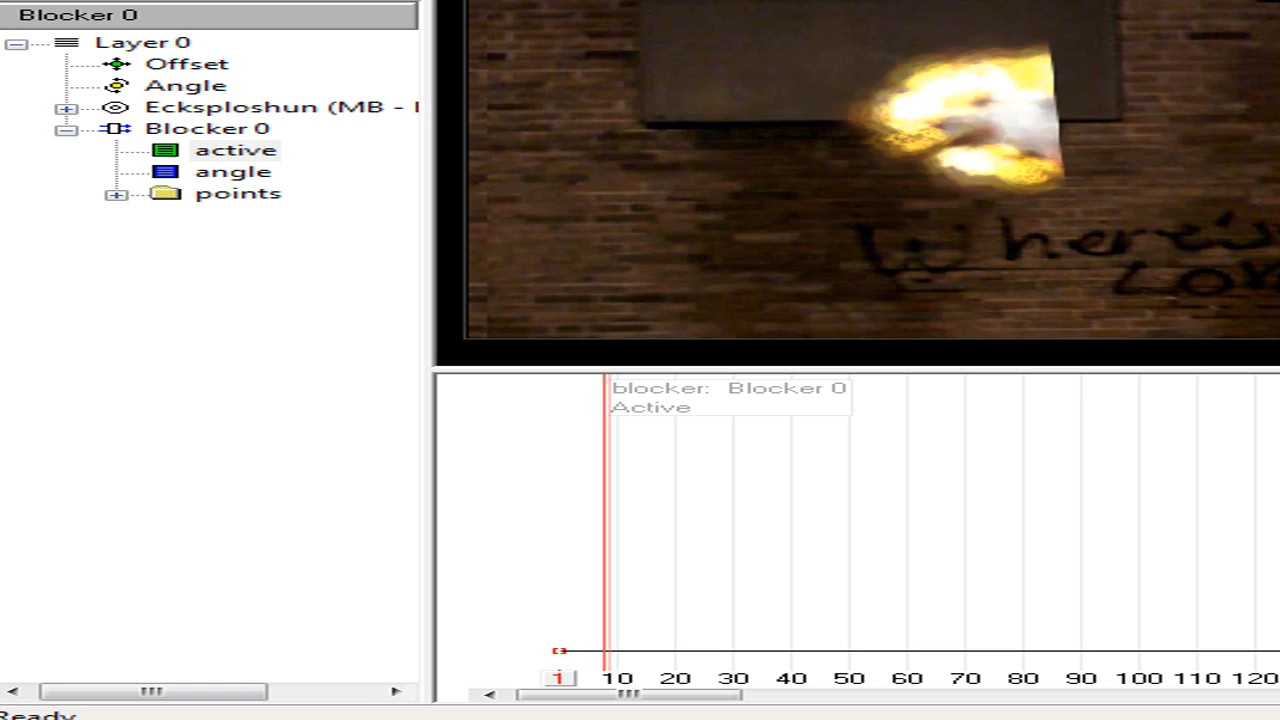 Blocker 0
Layer 0
Offset
Angle
Ecksploshun (MB -
Blocker 0
active
angle
points
Where's
blocker: Blocker 0
Active
1 10 20 30 40 50 60 70 80 90 100 110 120
Ready